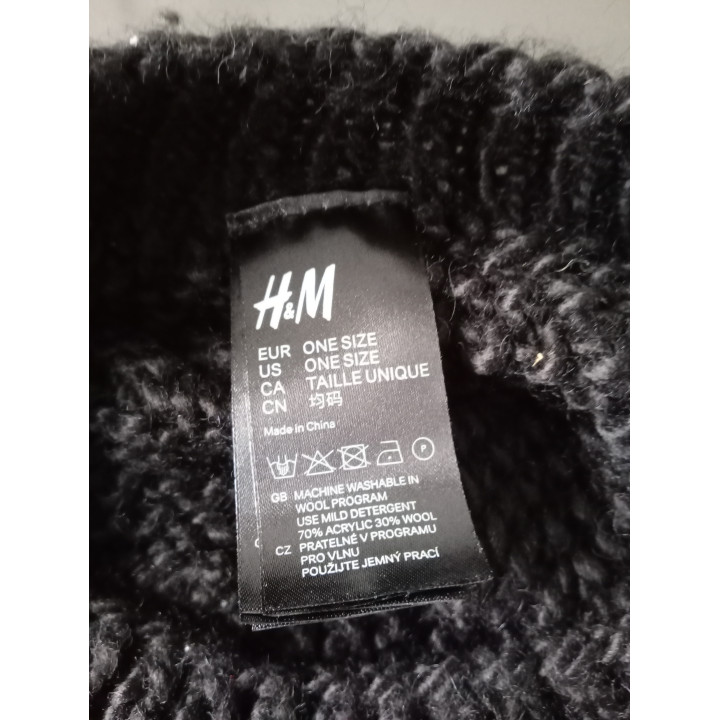 H&M
EUR ONE SIZE
US ONE SIZE
CA TAILLE UNIQUE
CN 均码
Made in China
P
GB MACHINE WASHABLE IN
WOOL PROGRAM
USE MILD DETERGENT
70% ACRYLIC 30% WOOL
CZ PRATELNÉ V PROGRAMU
PRO VLNU
POUŽIJTE JEMNÝ PRACÍ